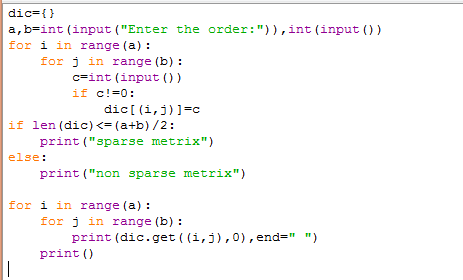 dic={}
a,b=int(input("Enter the order:")),int(input())
for i in range(a):
    for j in range(b):
        c=int(input())
        if c!=0:
            dic[(i,j)]=c
if len(dic)<=(a+b)/2:
    print("sparse metrix")
else:
    print("non sparse metrix")

for i in range(a):
    for j in range(b):
        print(dic.get((i,j),0),end=" ")
    print()